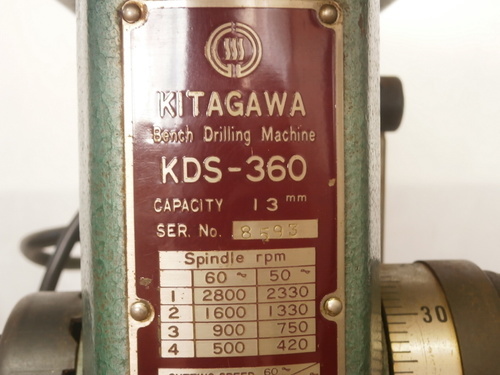 KITAGAWA
Bench Drilling Machine
KDS-360
CAPACITY 13 mm
SER. No.
Spindle rpm
60~ 50~
1 2800 2330
2 1600 1330
3 900 750
4 500 420
60~
30